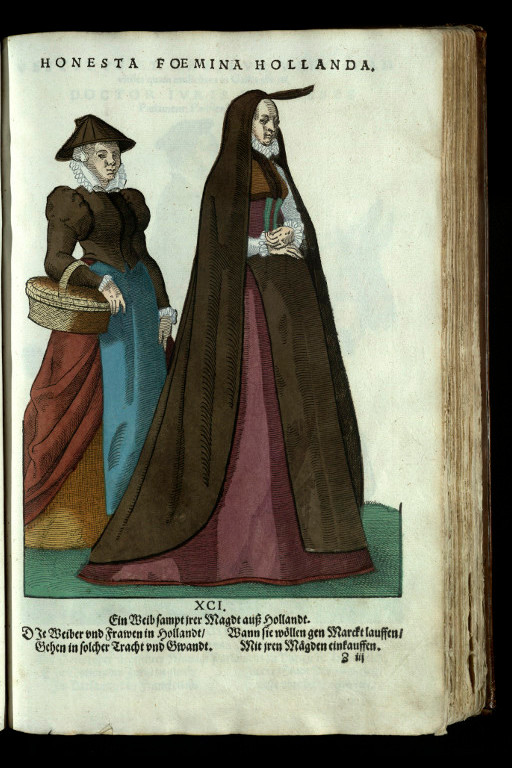 HONESTA FOEMINA HOLLANDA.
XCI.
Ein Weib sampt jrer Magdt auß Hollandt.
DIe Weiber vnd Frawen in Hollandt/
Gehen in solcher Tracht vnd Gwandt.
Wann sie wöllen gen Marckt lauffen/
Mit jren Mägden einkauffen.
Z iij